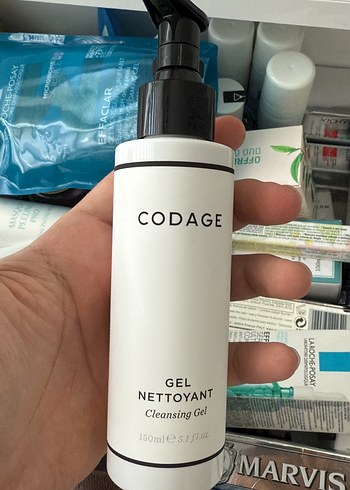 CODAGE
GEL
NETTOYANT
Cleansing Gel
150ml ℮ 5.1 fl.oz
LA ROCHE-POSAY
EFFACLAR
MARVIS